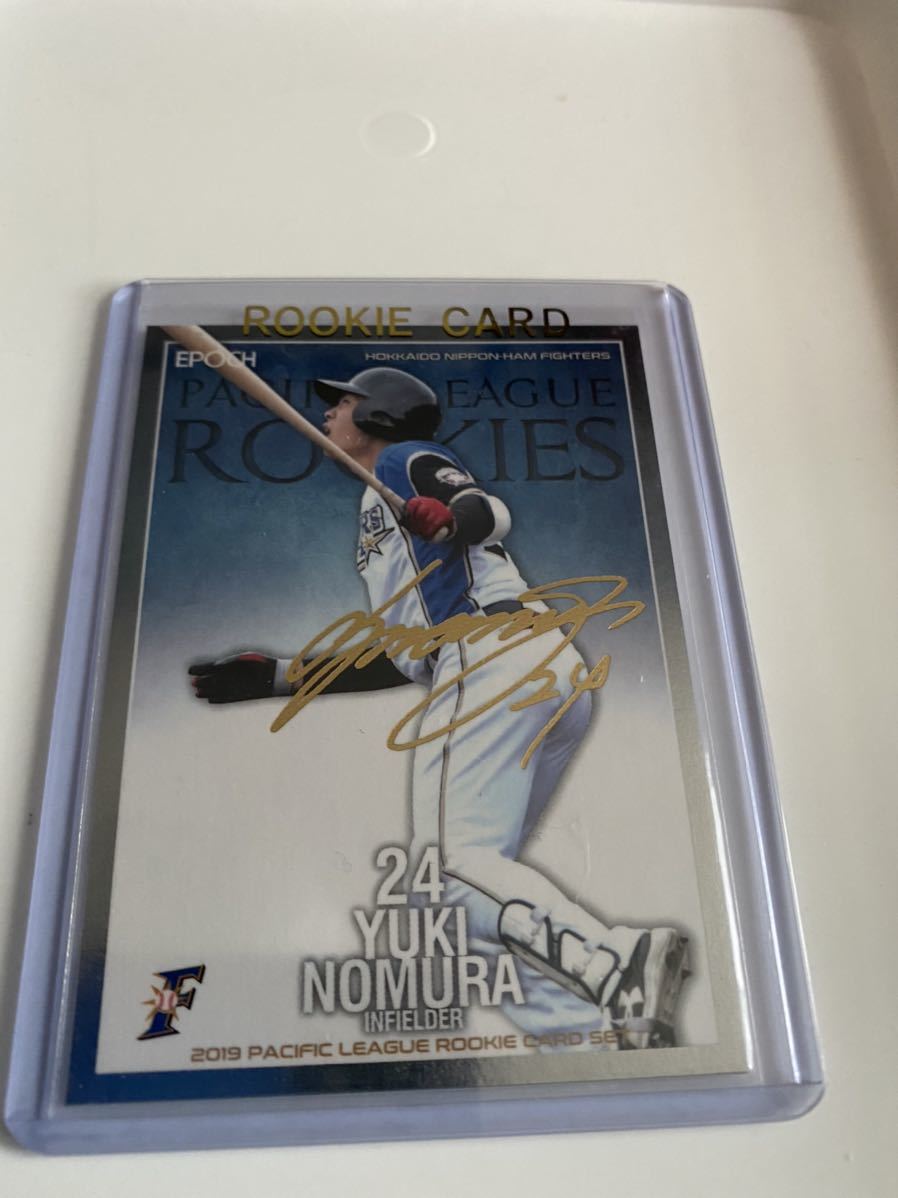 ROOKIE CARD
EPOCH
HOKKAIDO NIPPON-HAM FIGHTERS
PACIFIC LEAGUE
ROOKIES
24
24
YUKI
NOMURA
INFIELDER
F
2019 PACIFIC LEAGUE ROOKIE CARD SET